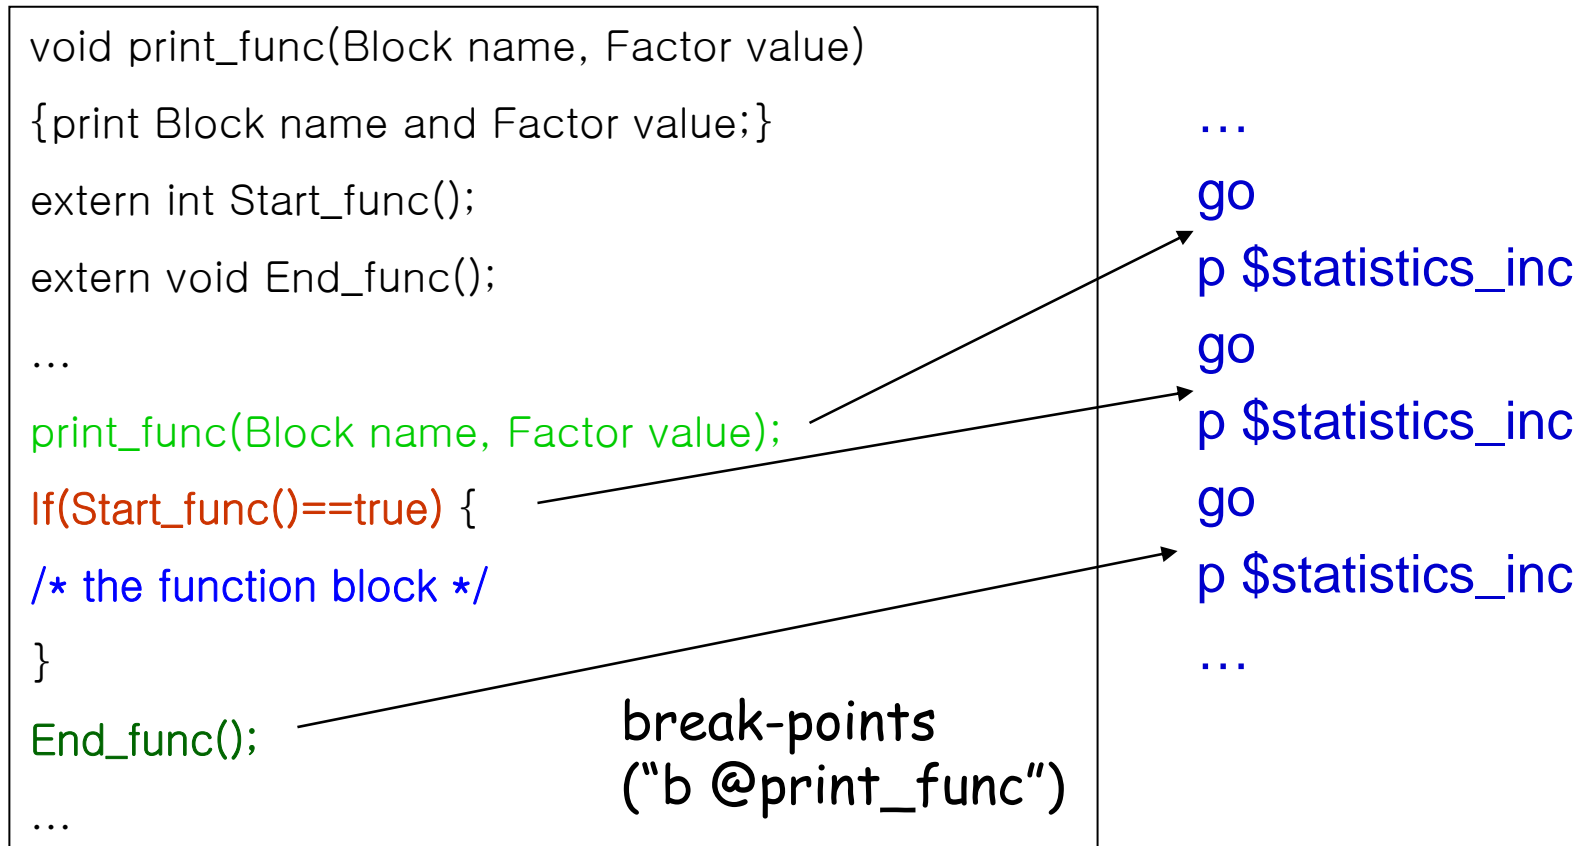 void print_func(Block name, Factor value)
{print Block name and Factor value;}
extern int Start_func();
extern void End_func();
...
print_func(Block name, Factor value);
If(Start_func()==true) {
/* the function block */
}
End_func();
...
break-points
(“b @print_func”)
...
go
p $statistics_inc
go
p $statistics_inc
go
p $statistics_inc
...